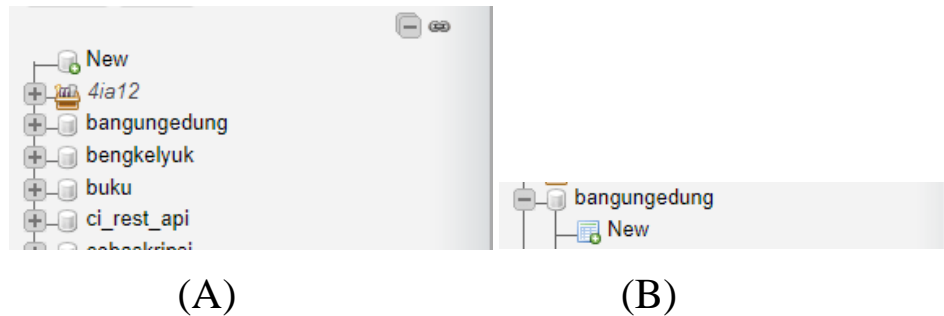 New
4ia12
bangungedung
bengkelyuk
buku
ci_rest_api
bangungedung
New
(A)
(B)